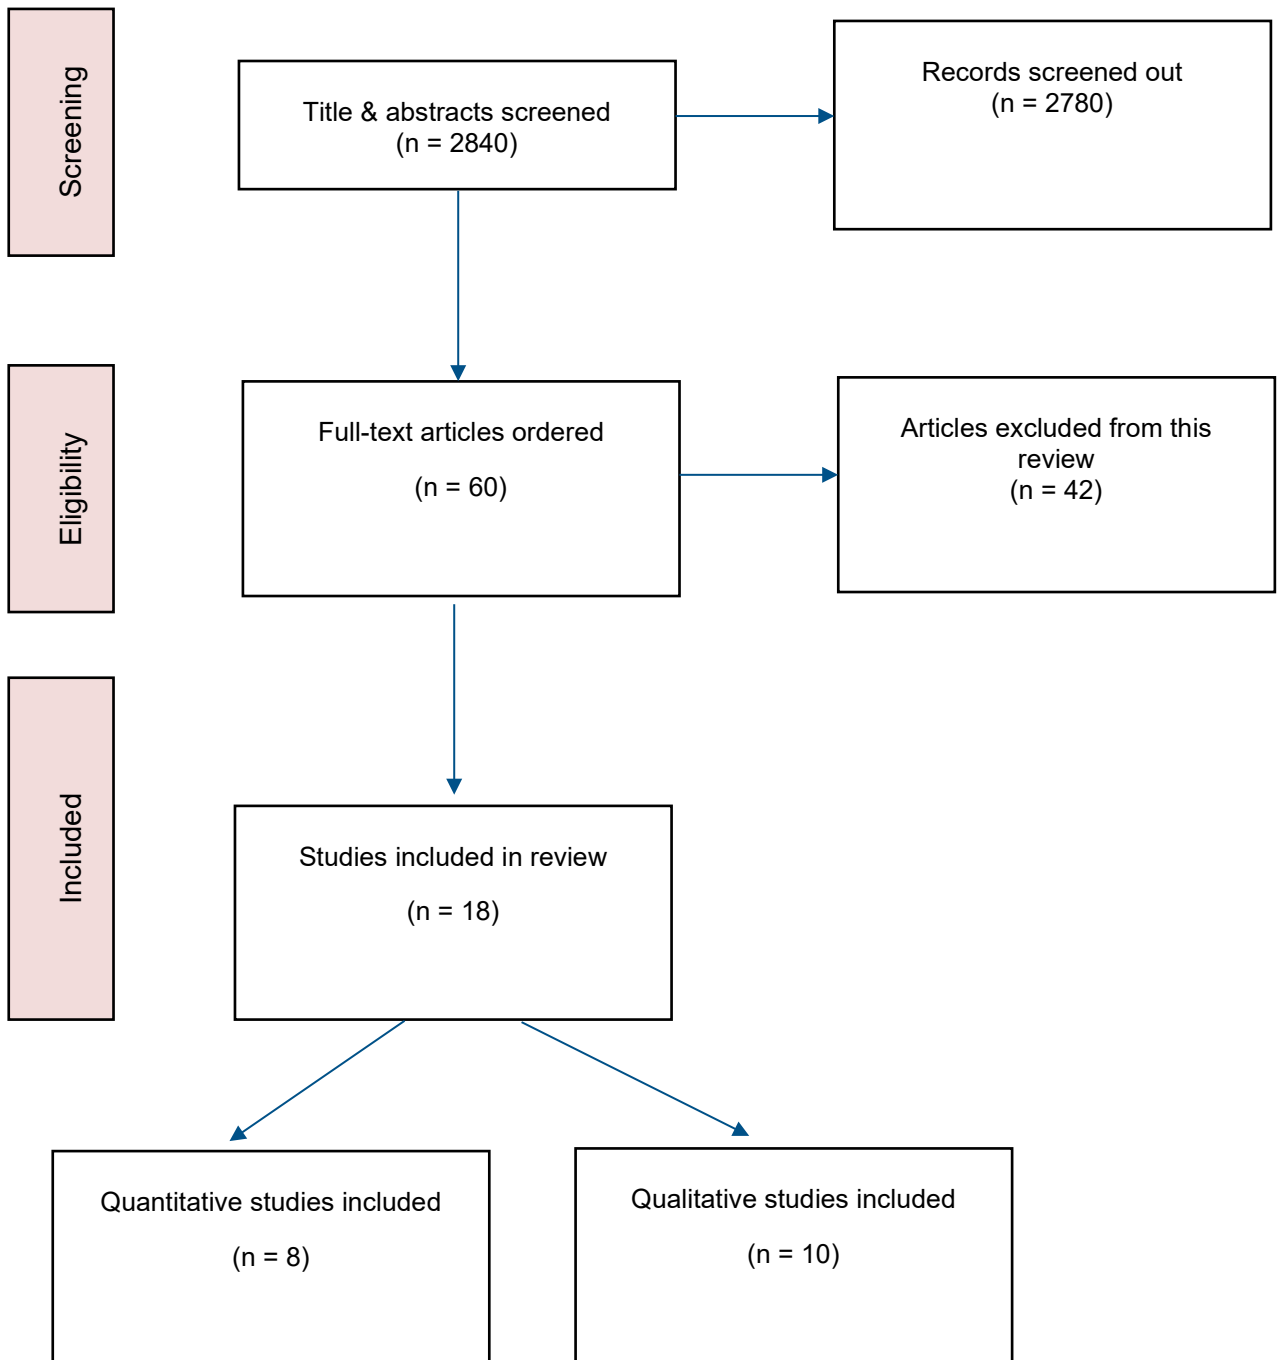 Screening
Title & abstracts screened
(n = 2840)
Records screened out
(n = 2780)
Eligibility
Full-text articles ordered
(n = 60)
Articles excluded from this
review
(n = 42)
Included
Studies included in review
(n = 18)
Quantitative studies included
(n = 8)
Qualitative studies included
(n = 10)